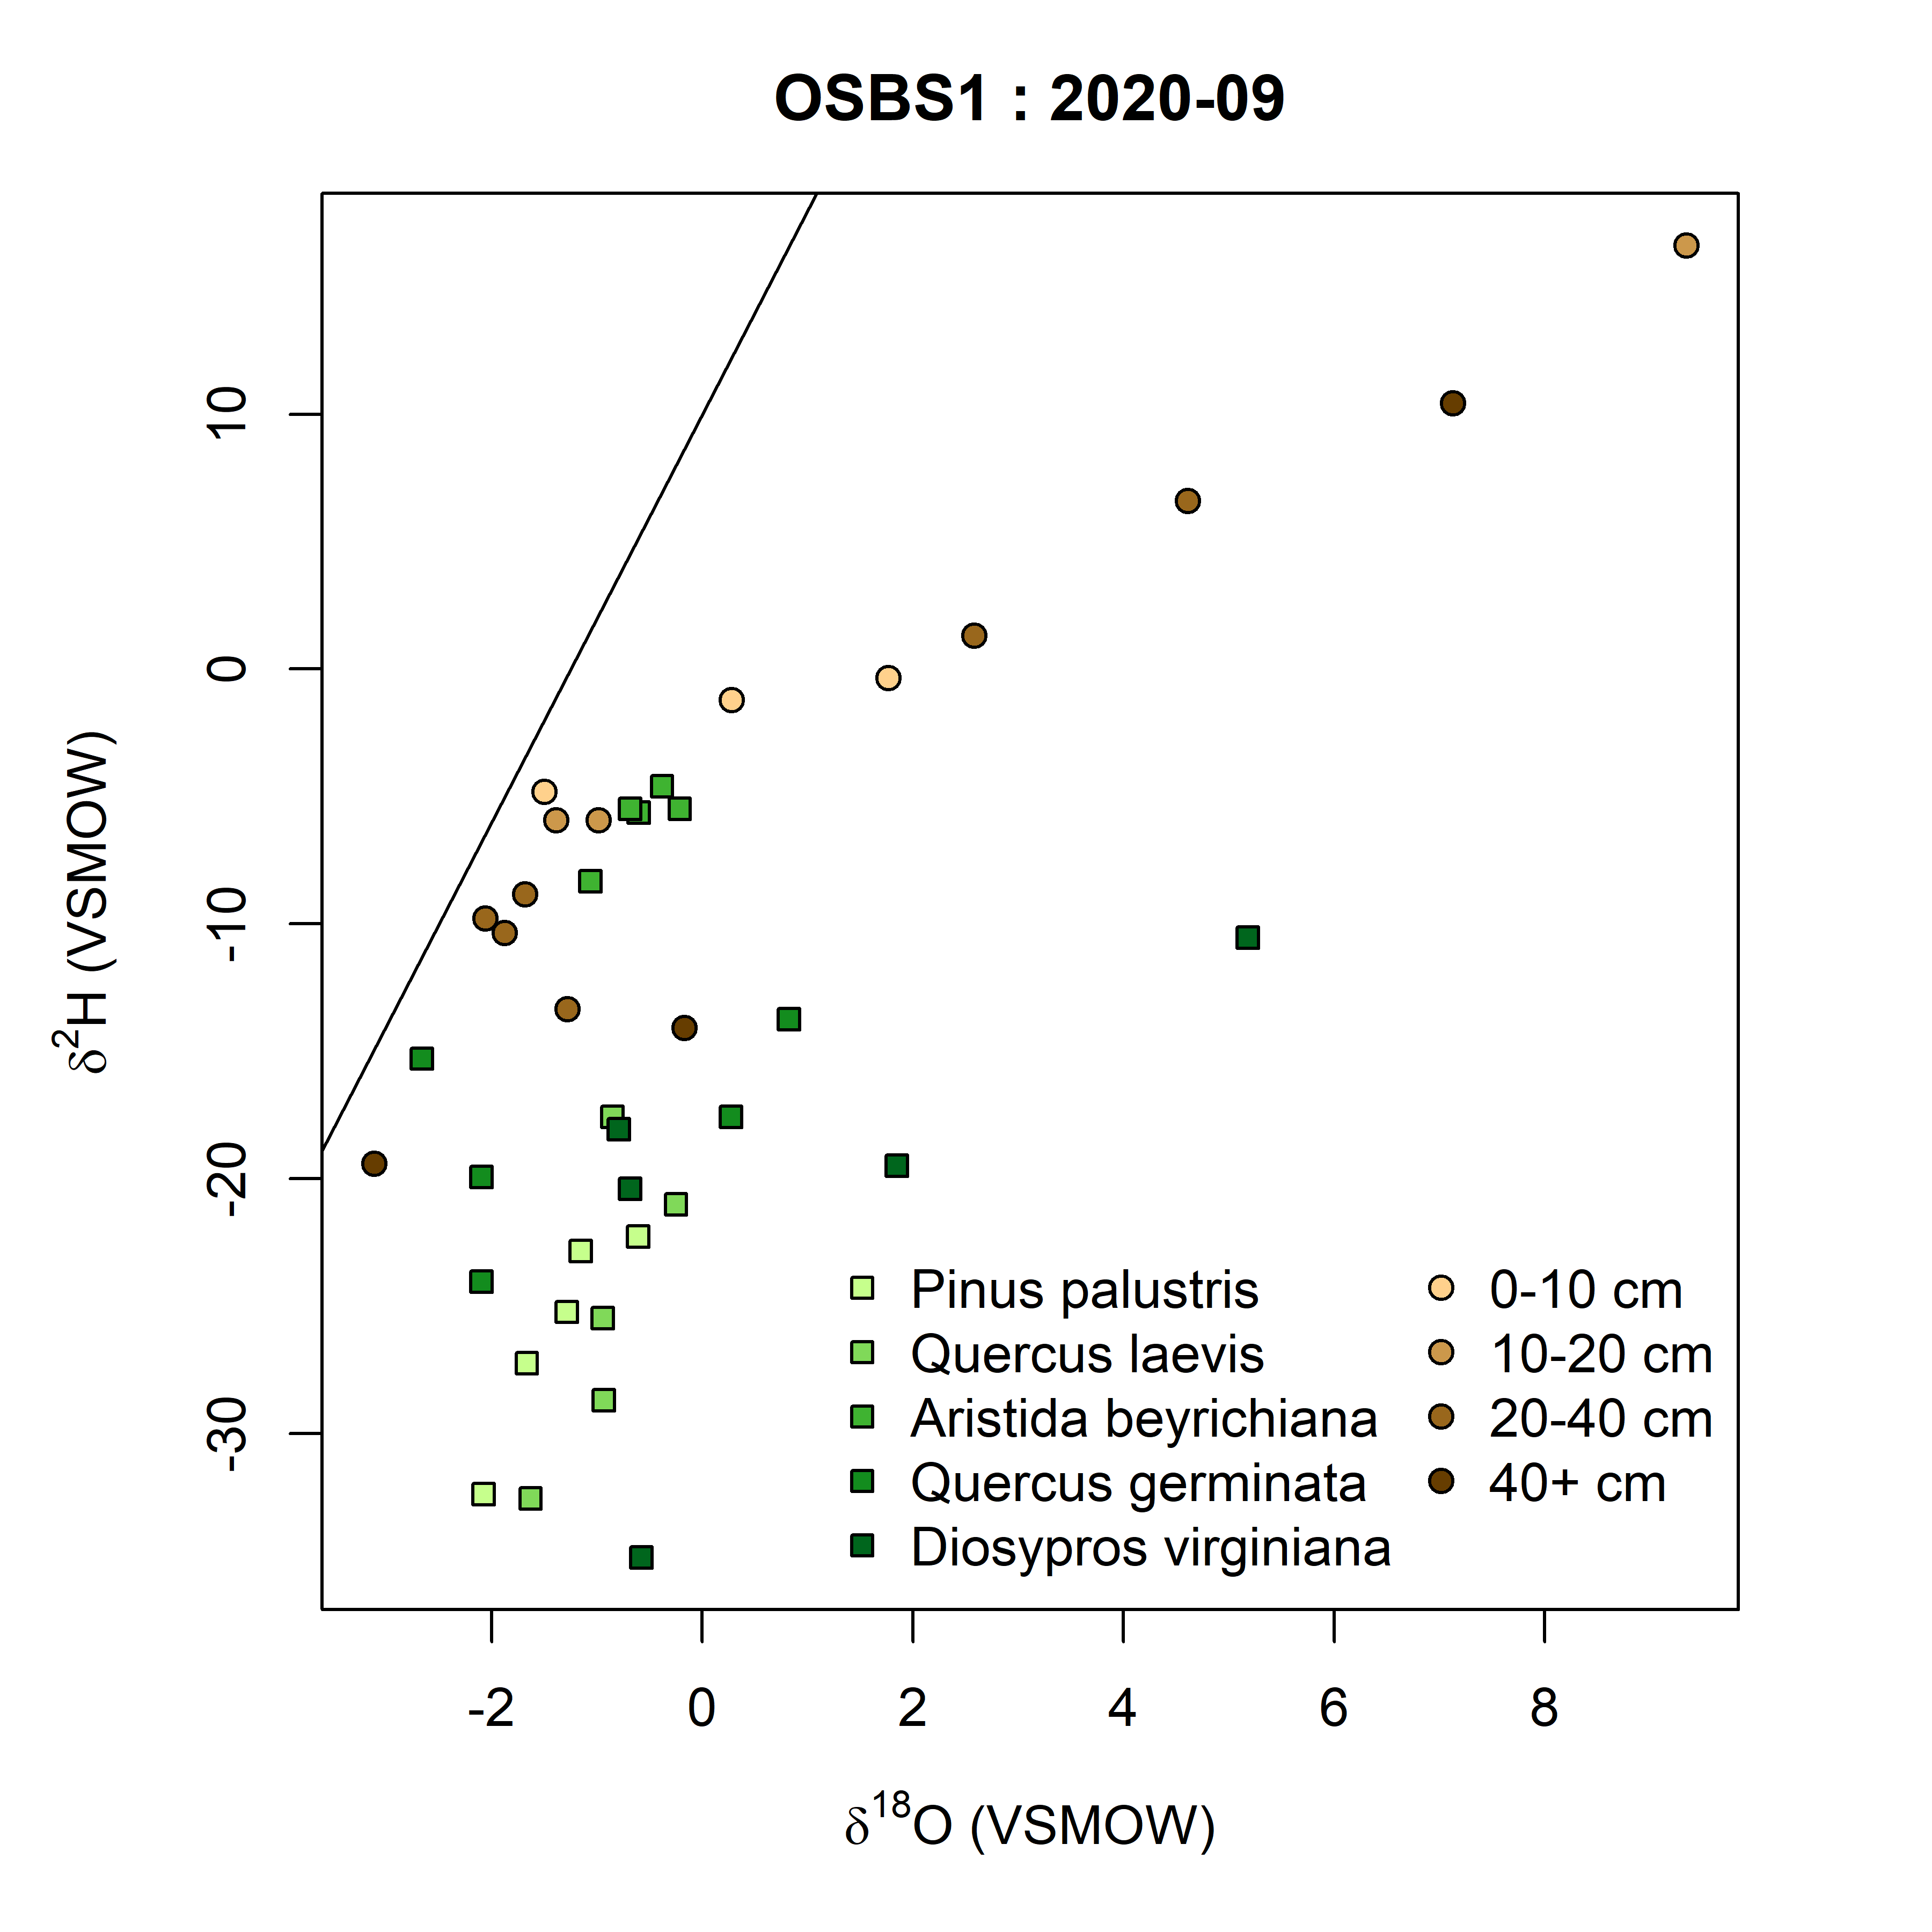 OSBS1 : 2020-09
10
0
-10
-20
-30
δ²H (VSMOW)
Pinus palustris
Quercus laevis
Aristida beyrichiana
Quercus germinata
Diosypros virginiana
0-10 cm
10-20 cm
20-40 cm
40+ cm
-2 0 2 4 6 8
δ¹⁸O (VSMOW)